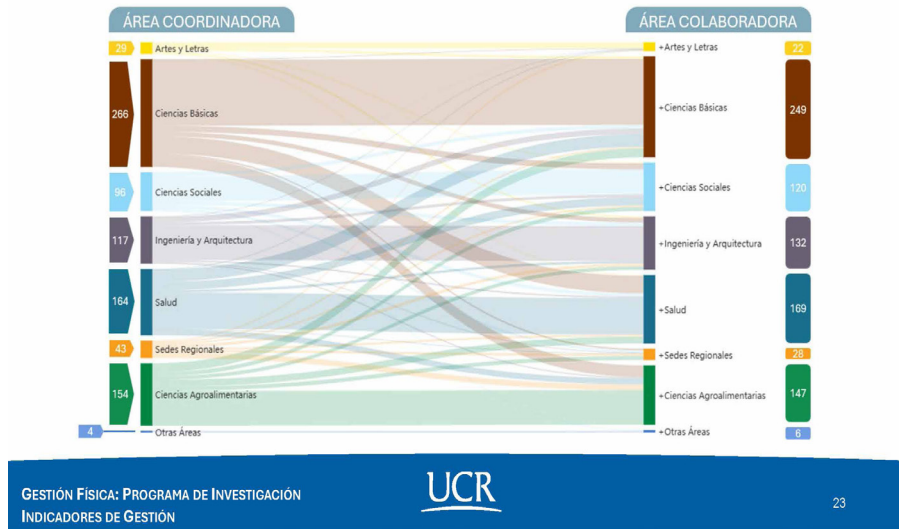 ÁREA COORDINADORA
ÁREA COLABORADORA
29 Artes y Letras +Artes y Letras 22
266 Ciencias Básicas +Ciencias Básicas 249
96 Ciencias Sociales +Ciencias Sociales 120
117 Ingeniería y Arquitectura +Ingeniería y Arquitectura 132
164 Salud +Salud 169
43 Sedes Regionales +Sedes Regionales 28
154 Ciencias Agroalimentarias +Ciencias Agroalimentarias 147
4 Otras Áreas +Otras Áreas 6
GESTIÓN FÍSICA: PROGRAMA DE INVESTIGACIÓN
INDICADORES DE GESTIÓN
UCR
23